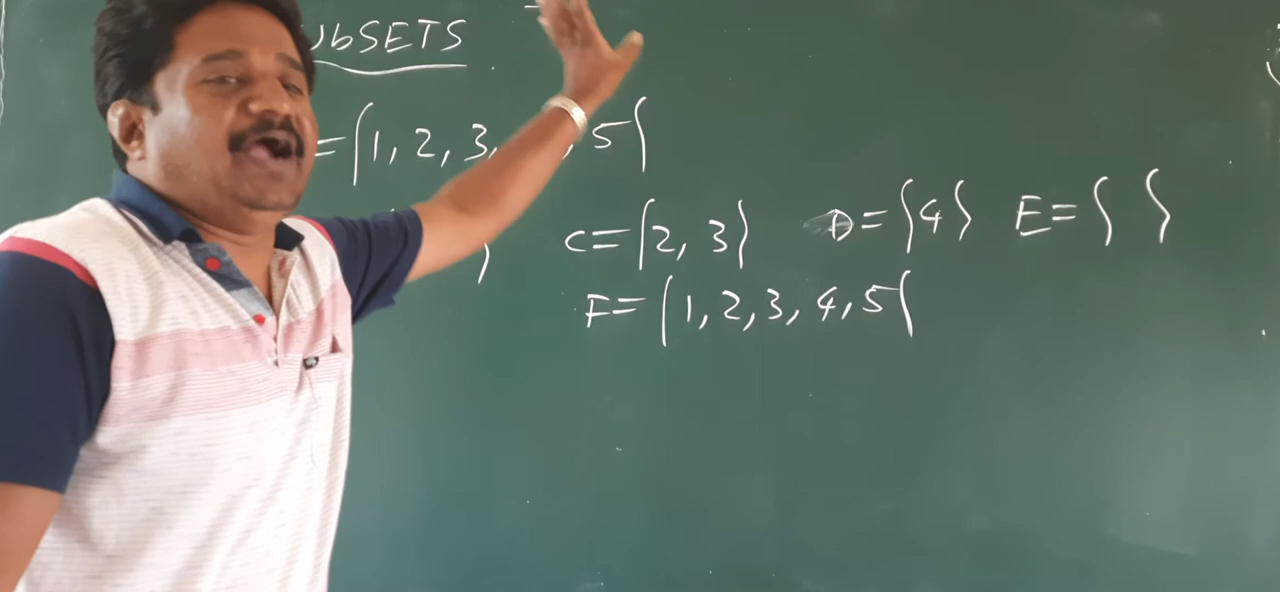 UbSETS
= {1, 2, 3, , 5}
, C = {2, 3} D = {4} E = { }
F = {1, 2, 3, 4, 5}